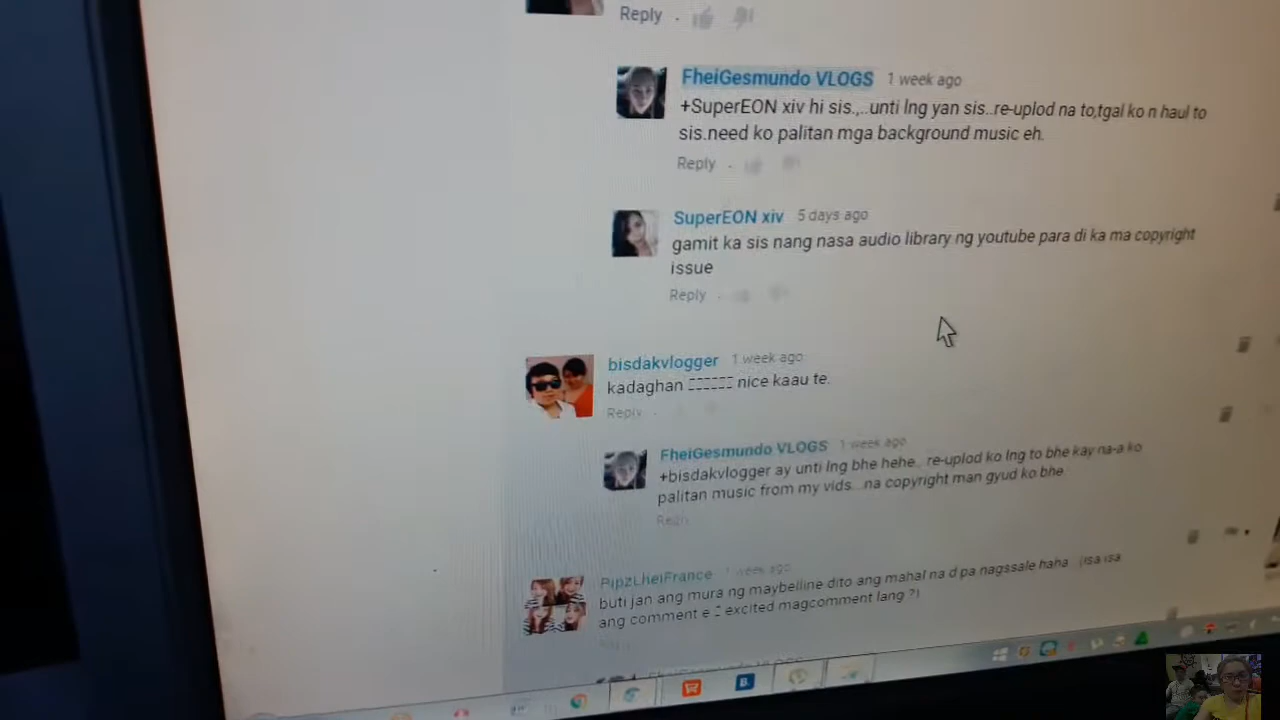 Reply
FheiGesmundo VLOGS 1 week ago
+SuperEON xiv hi sis.,..unti lng yan sis..re-uplod na to,tgal ko n haul to
sis.need ko palitan mga background music eh.
Reply
SuperEON xiv 5 days ago
gamit ka sis nang nasa audio library ng youtube para di ka ma copyright
issue
Reply
bisdakvlogger 1 week ago
kadaghan nice kaau te.
Reply
FheiGesmundo VLOGS 1 week ago
+bisdakvlogger ay unti lng bhe hehe.. re-uplod ko lng to bhe kay na-a ko
palitan music from my vids...na copyright man gyud ko bhe
Reply
PipzLheiFrance 1 week ago
buti jan ang mura ng maybelline dito ang mahal na d pa nagssale haha (isa isa
ang comment e excited magcomment lang ?)